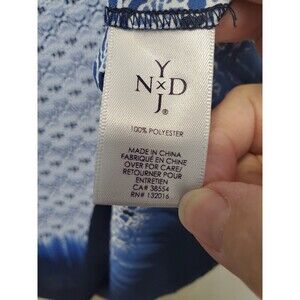 Y
N×D
J®
100% POLYESTER
MADE IN CHINA
FABRIQUÉ EN CHINE
OVER FOR CARE/
RETOURNER POUR
ENTRETIEN
CA# 38554
RN# 132016